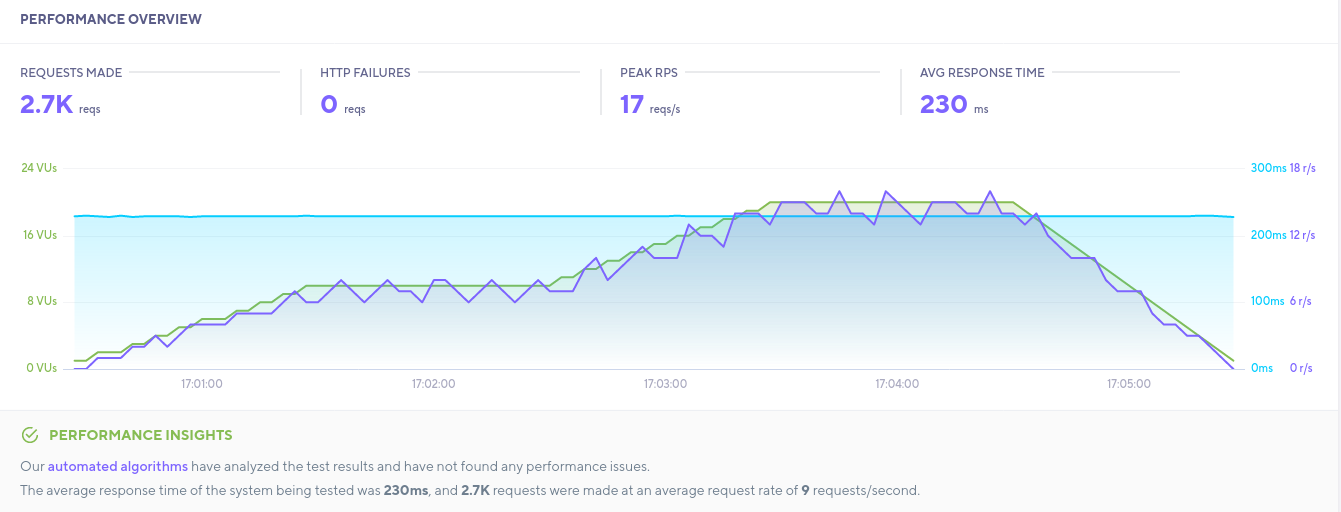 PERFORMANCE OVERVIEW
REQUESTS MADE
2.7K reqs
HTTP FAILURES
0 reqs
PEAK RPS
17 reqs/s
AVG RESPONSE TIME
230 ms
24 VUs
16 VUs
8 VUs
0 VUs
300ms 18 r/s
200ms 12 r/s
100ms 6 r/s
0ms 0 r/s
17:01:00 17:02:00 17:03:00 17:04:00 17:05:00
PERFORMANCE INSIGHTS
Our automated algorithms have analyzed the test results and have not found any performance issues.
The average response time of the system being tested was 230ms, and 2.7K requests were made at an average request rate of 9 requests/second.